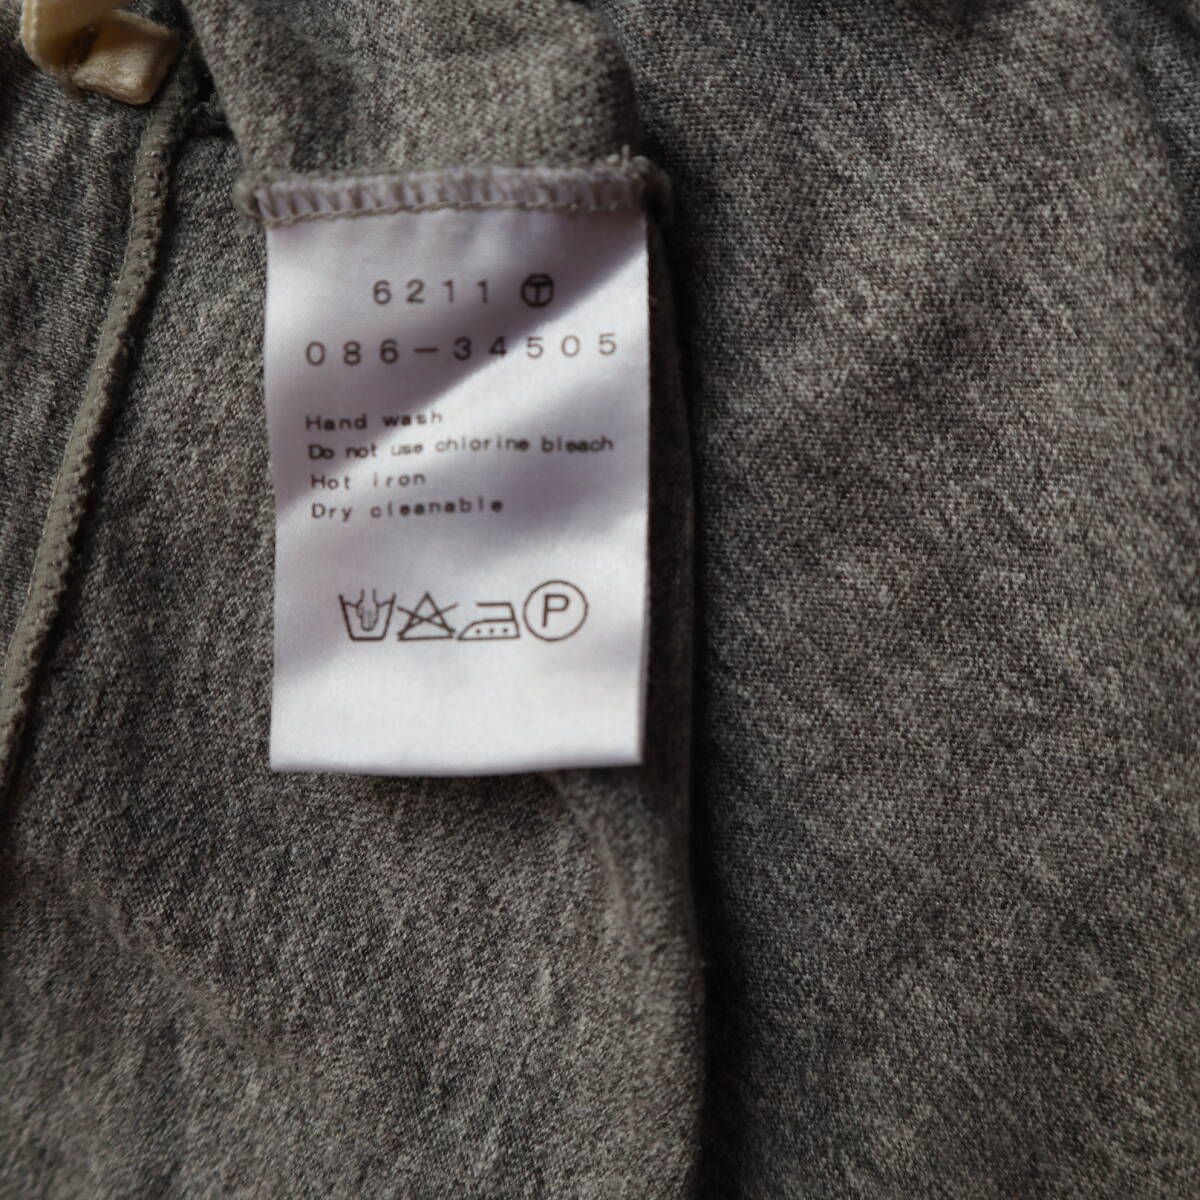 6211 Ⓣ
086-34505
Hand wash
Do not use chlorine bleach
Hot iron
Dry cleanable
P